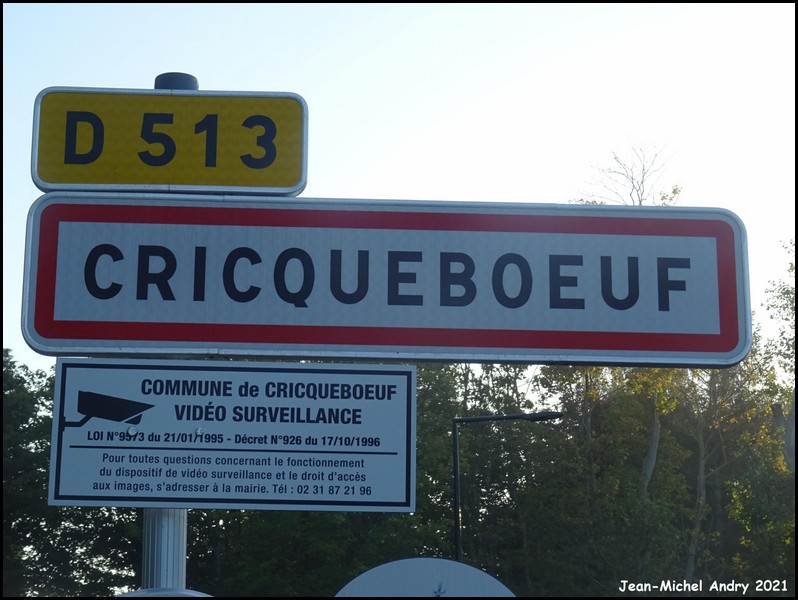 D 513
CRICQUEBOEUF
COMMUNE de CRICQUEBOEUF
VIDÉO SURVEILLANCE
LOI N°9573 du 21/01/1995 - Décret N°926 du 17/10/1996
Pour toutes questions concernant le fonctionnement
du dispositif de vidéo surveillance et le droit d'accès
aux images, s'adresser à la mairie. Tél : 02 31 87 21 96
Jean-Michel Andry 2021